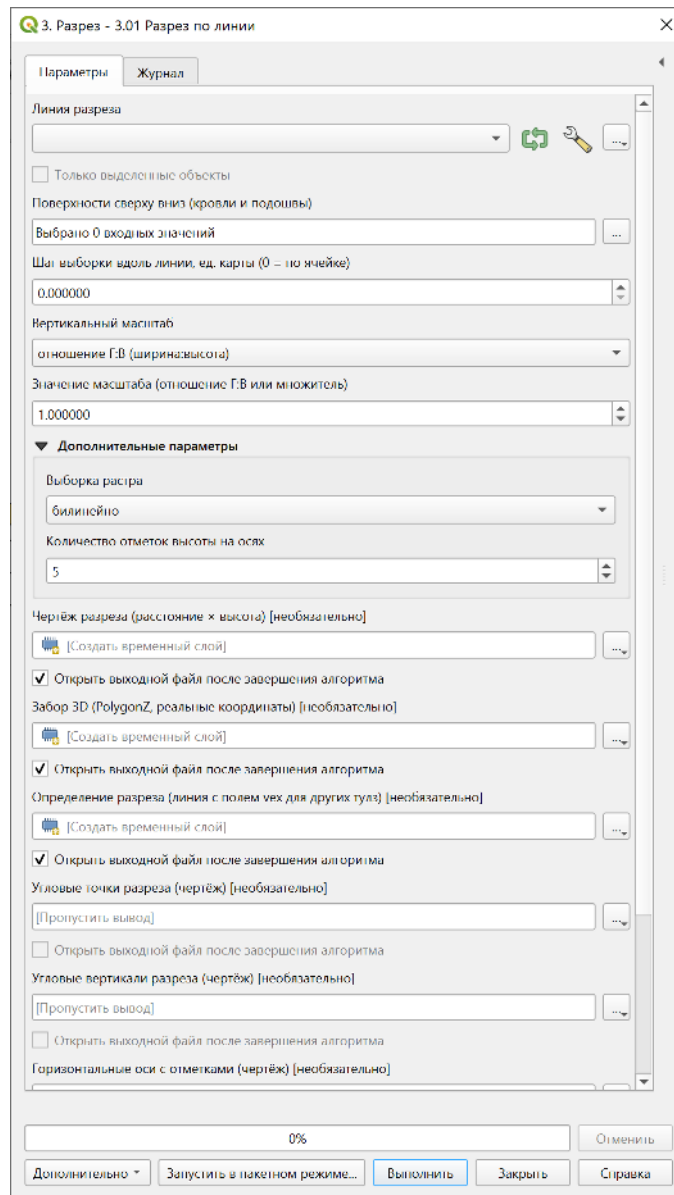 3. Разрез - 3.01 Разрез по линии
Параметры
Журнал
Линия разреза
...
Только выделенные объекты
Поверхности сверху вниз (кровли и подошвы)
Выбрано 0 входных значений
...
Шаг выборки вдоль линии, ед. карты (0 = по ячейке)
0.000000
Вертикальный масштаб
отношение Г:В (ширина:высота)
Значение масштаба (отношение Г:В или множитель)
1.000000
Дополнительные параметры
Выборка растра
билинейно
Количество отметок высоты на осях
5
Чертёж разреза (расстояние × высота) [необязательно]
[Создать временный слой]
...
Открыть выходной файл после завершения алгоритма
Забор 3D (PolygonZ, реальные координаты) [необязательно]
[Создать временный слой]
...
Открыть выходной файл после завершения алгоритма
Определение разреза (линия с полем vex для других тулз) [необязательно]
[Создать временный слой]
...
Открыть выходной файл после завершения алгоритма
Угловые точки разреза (чертёж) [необязательно]
[Пропустить вывод]
...
Открыть выходной файл после завершения алгоритма
Угловые вертикали разреза (чертёж) [необязательно]
[Пропустить вывод]
...
Открыть выходной файл после завершения алгоритма
Горизонтальные оси с отметками (чертёж) [необязательно]
0%
Отменить
Дополнительно
Запустить в пакетном режиме...
Выполнить
Закрыть
Справка